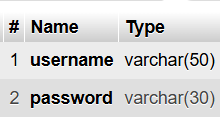 # Name Type
1 username varchar(50)
2 password varchar(30)